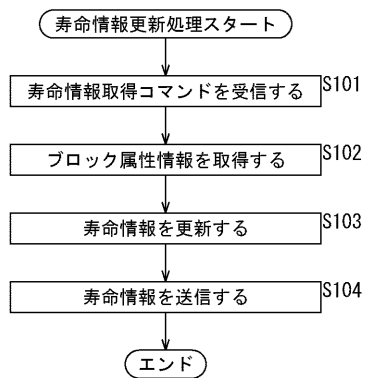 寿命情報更新処理スタート
寿命情報取得コマンドを受信する S101
ブロック属性情報を取得する S102
寿命情報を更新する S103
寿命情報を送信する S104
エンド